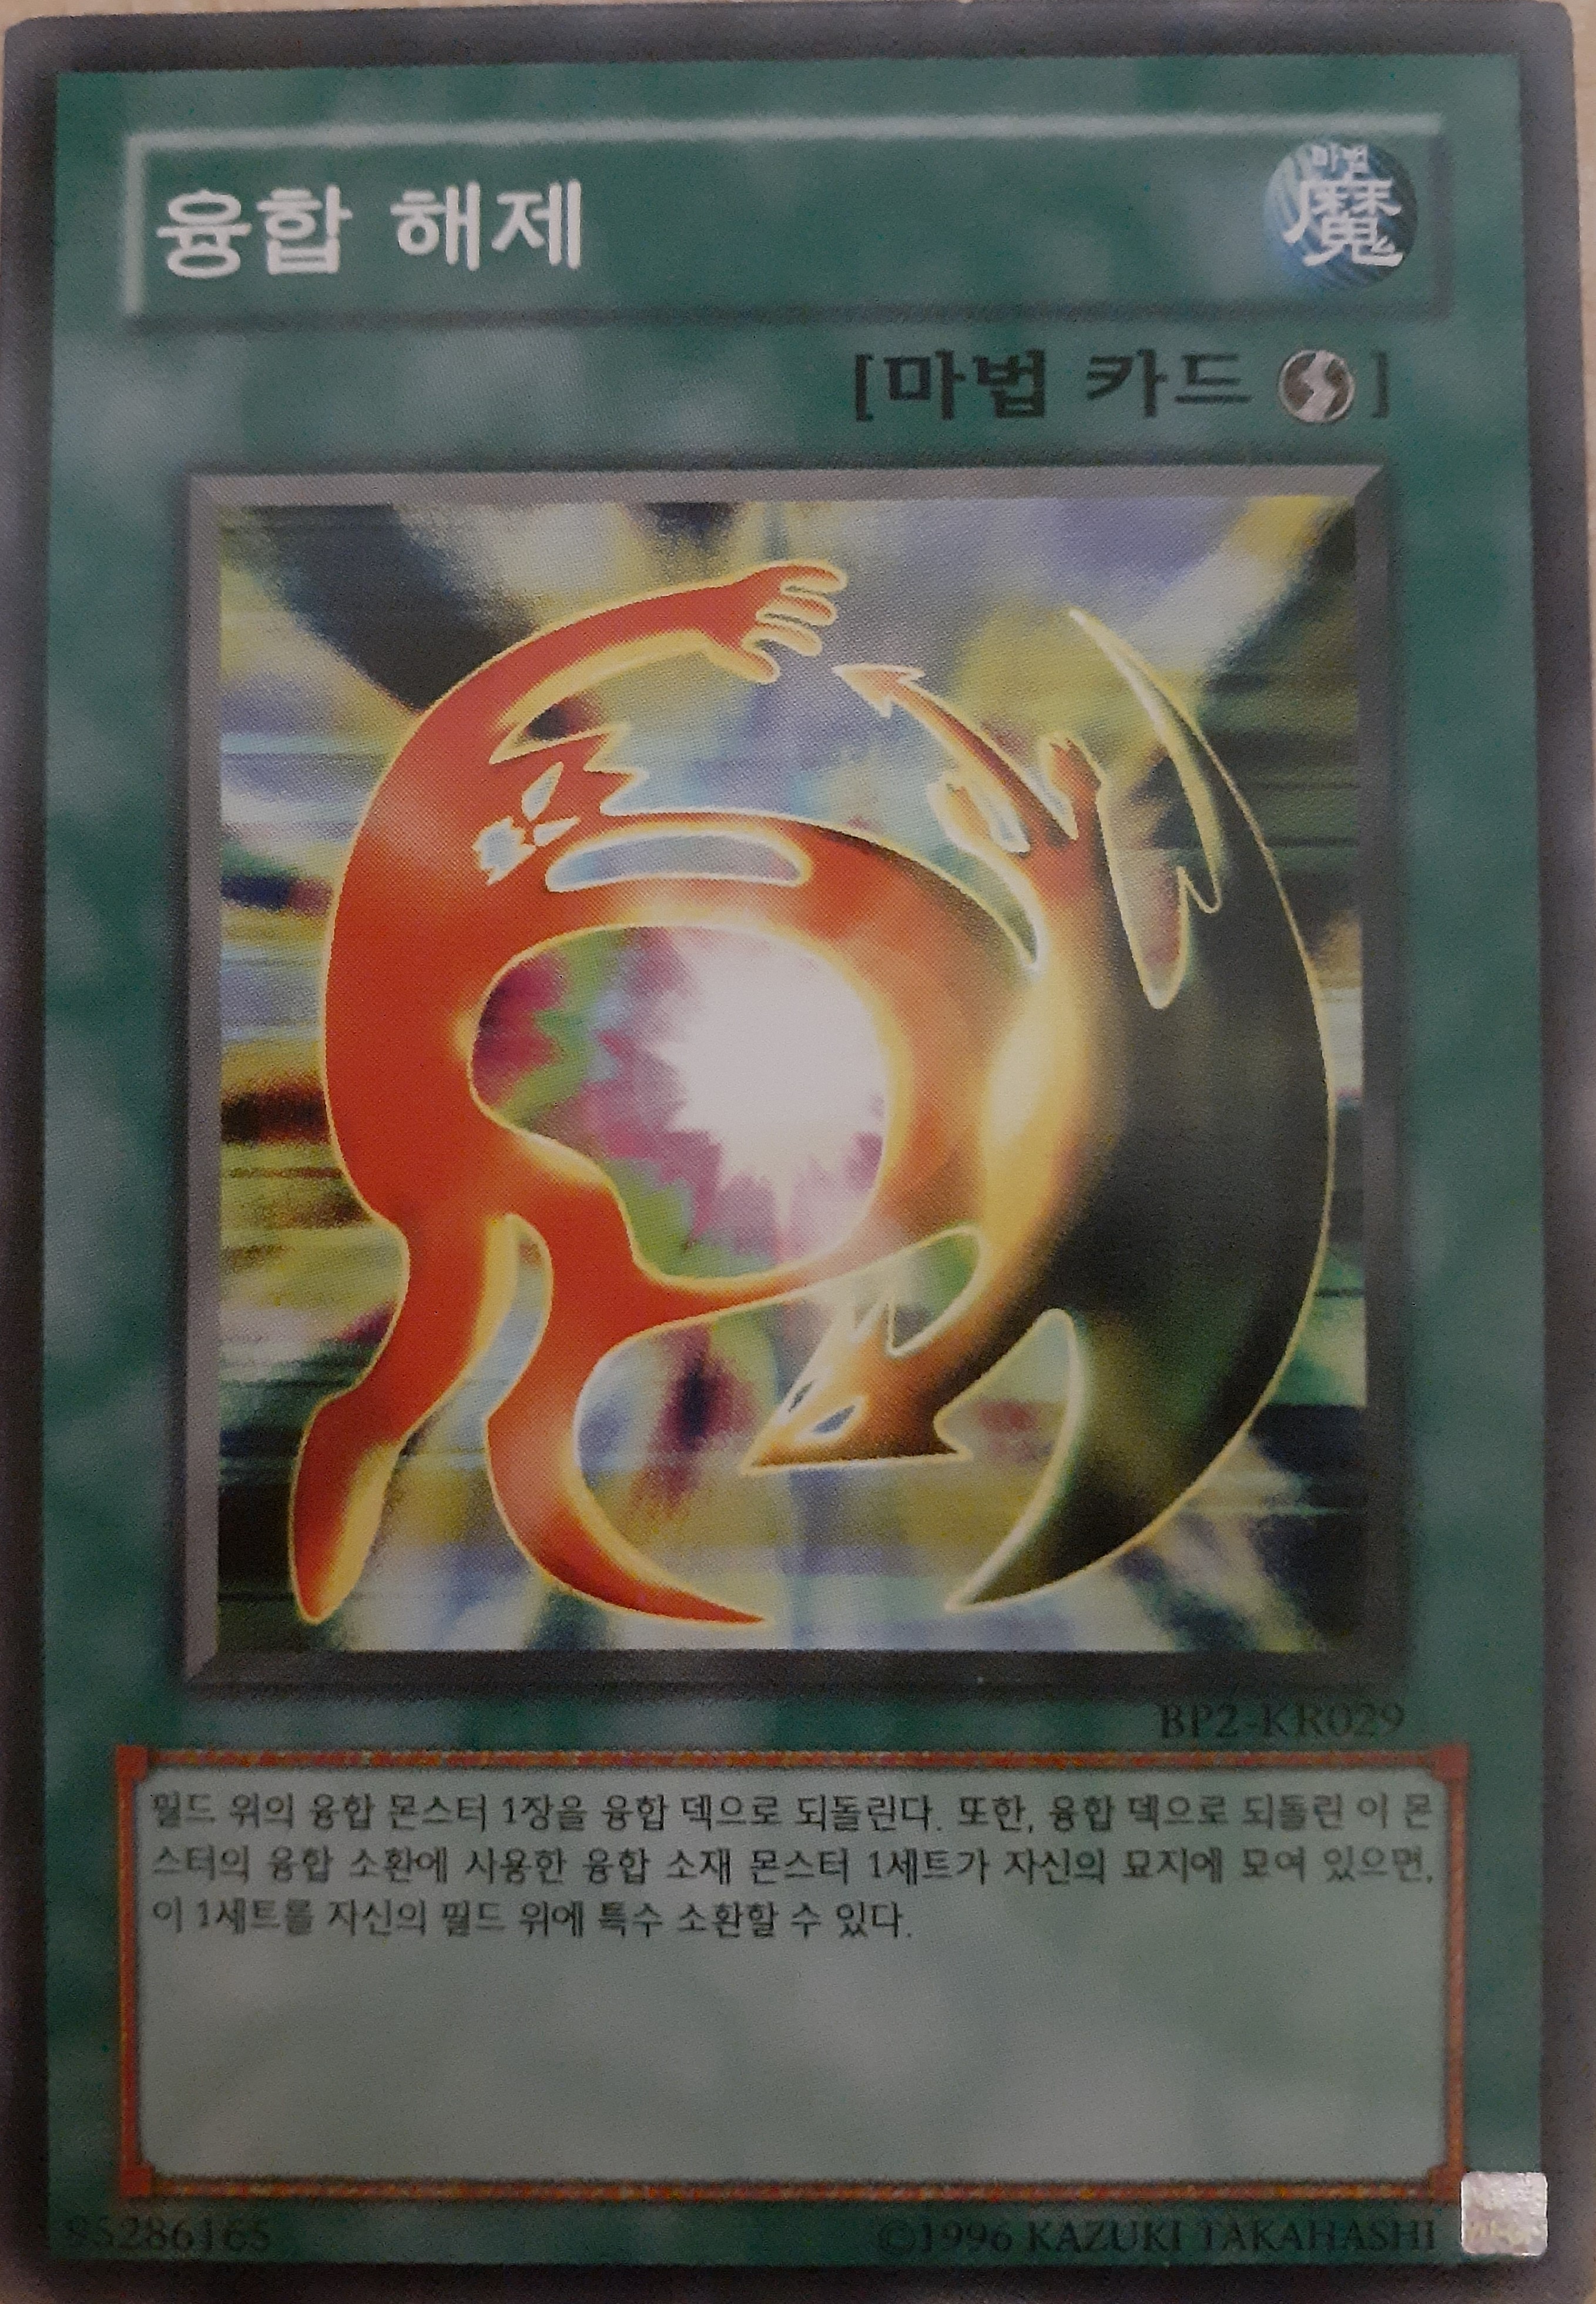 융합 해제
마법
魔
[마법 카드]
BP2-KR029
필드 위의 융합 몬스터 1장을 융합 덱으로 되돌린다. 또한, 융합 덱으로 되돌린 이 몬
스터의 융합 소환에 사용한 융합 소재 몬스터 1세트가 자신의 묘지에 모여 있으면,
이 1세트를 자신의 필드 위에 특수 소환할 수 있다.
95286165
©1996 KAZUKI TAKAHASHI